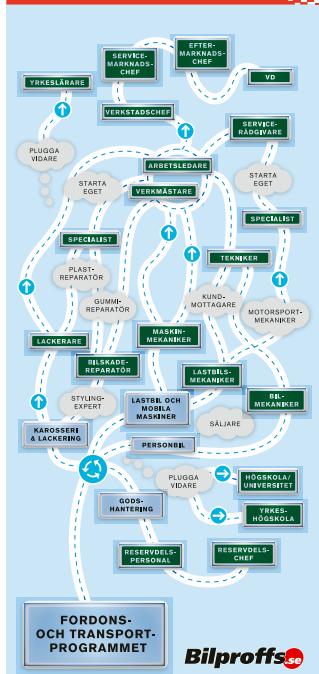 EFTER-
MARKNADS-
CHEF
SERVICE-
MARKNADS-
CHEF
VD
YRKESLÄRARE
VERKSTADSCHEF
SERVICE-
RÅDGIVARE
PLUGGA
VIDARE
ARBETSLEDARE
STARTA
EGET
VERKMÄSTARE
STARTA
EGET
SPECIALIST
SPECIALIST
TEKNIKER
PLAST-
REPARATÖR
GUMMI-
REPARATÖR
KUND-
MOTTAGARE
MOTORSPORT-
MEKANIKER
LACKERARE
MASKIN-
MEKANIKER
BILSKADE-
REPARATÖR
LASTBILS-
MEKANIKER
STYLING-
EXPERT
LASTBIL OCH
MOBILA
MASKINER
BIL-
MEKANIKER
KAROSSERI
& LACKERING
SÄLJARE
PERSONBIL
PLUGGA
VIDARE
HÖGSKOLA/
UNIVERSITET
GODS-
HANTERING
YRKES-
HÖGSKOLA
RESERVDELS-
PERSONAL
RESERVDELS-
CHEF
FORDONS-
OCH TRANSPORT-
PROGRAMMET
Bilproffs.se